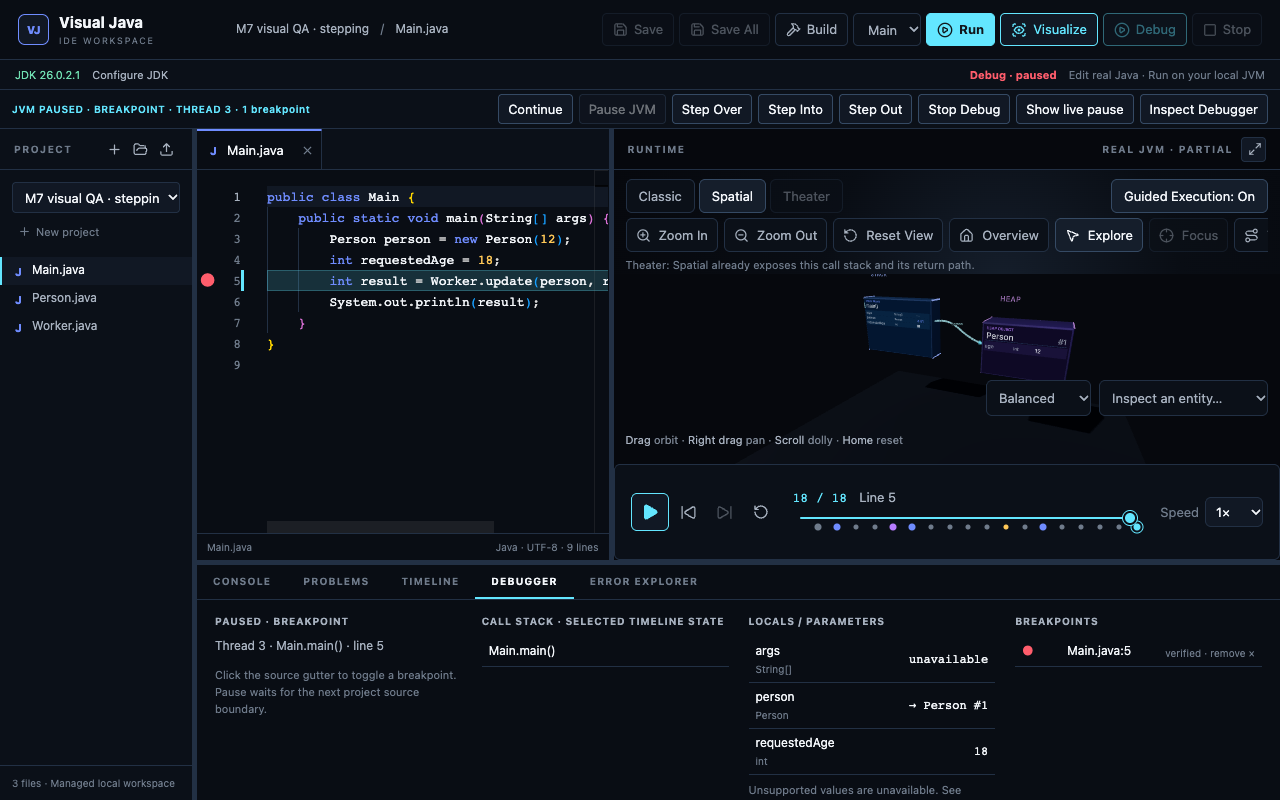 VJ
Visual Java
IDE WORKSPACE
M7 visual QA · stepping / Main.java
Save
Save All
Build
Main
Run
Visualize
Debug
Stop
JDK 26.0.2.1 Configure JDK
Debug · paused Edit real Java · Run on your local JVM
JVM PAUSED · BREAKPOINT · THREAD 3 · 1 breakpoint
Continue
Pause JVM
Step Over
Step Into
Step Out
Stop Debug
Show live pause
Inspect Debugger
PROJECT
M7 visual QA · steppin
New project
J Main.java
J Person.java
J Worker.java
3 files · Managed local workspace
J Main.java ×
1 public class Main {
2 public static void main(String[] args) {
3 Person person = new Person(12);
4 int requestedAge = 18;
5 int result = Worker.update(person, r
6 System.out.println(result);
7 }
8 }
9
Main.java Java · UTF-8 · 9 lines
RUNTIME REAL JVM · PARTIAL
Classic
Spatial
Theater
Guided Execution: On
Zoom In
Zoom Out
Reset View
Overview
Explore
Focus
Theater: Spatial already exposes this call stack and its return path.
HEAP
HEAP OBJECT
Person #1
age int 12
Balanced
Inspect an entity...
Drag orbit · Right drag pan · Scroll dolly · Home reset
18 / 18 Line 5
Speed 1×
CONSOLE
PROBLEMS
TIMELINE
DEBUGGER
ERROR EXPLORER
PAUSED · BREAKPOINT
Thread 3 · Main.main() · line 5
Click the source gutter to toggle a breakpoint.
Pause waits for the next project source
boundary.
CALL STACK · SELECTED TIMELINE STATE
Main.main()
LOCALS / PARAMETERS
args
String[]
unavailable
person
Person
→ Person #1
requestedAge
int
18
Unsupported values are unavailable. See
BREAKPOINTS
Main.java:5 verified · remove ×